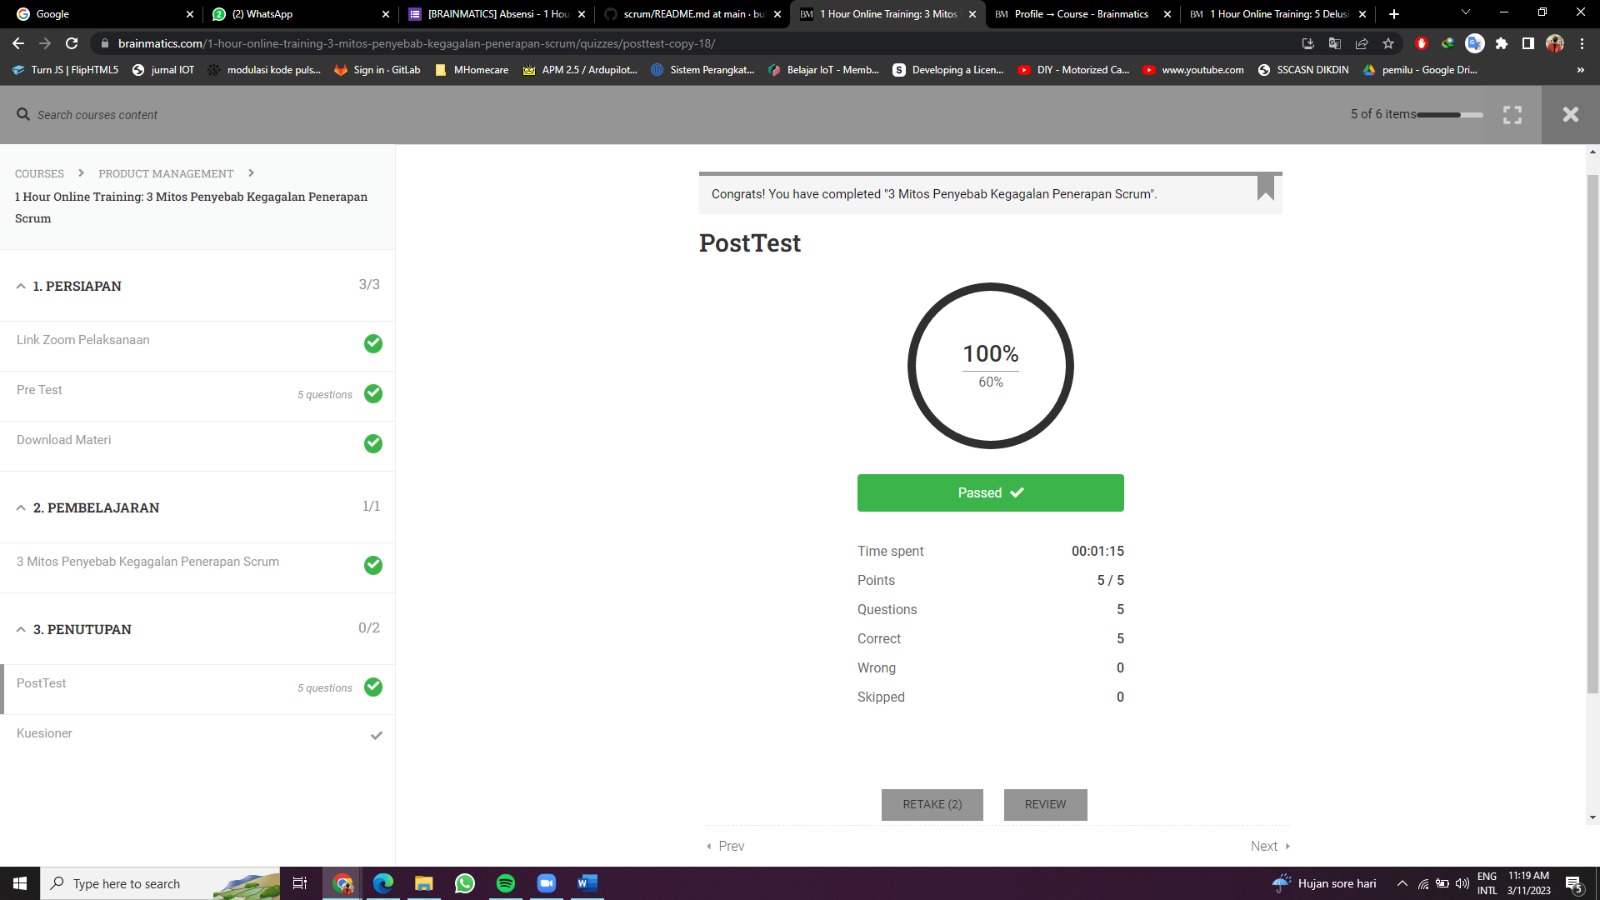 Google
(2) WhatsApp
[BRAINMATICS] Absensi - 1 Hou
scrum/README.md at main · bu
BM 1 Hour Online Training: 3 Mitos
BM Profile → Course - Brainmatics
BM 1 Hour Online Training: 5 Delusi
brainmatics.com/1-hour-online-training-3-mitos-penyebab-kegagalan-penerapan-scrum/quizzes/posttest-copy-18/
Turn JS | FlipHTML5
jurnal IOT
modulasi kode puls...
Sign in · GitLab
MHomecare
APM 2.5 / Ardupilot...
Sistem Perangkat...
Belajar IoT - Memb...
Developing a Licen...
DIY - Motorized Ca...
www.youtube.com
SSCASN DIKDIN
pemilu - Google Dri...
Search courses content
5 of 6 items
COURSES > PRODUCT MANAGEMENT >
1 Hour Online Training: 3 Mitos Penyebab Kegagalan Penerapan
Scrum
1. PERSIAPAN 3/3
Link Zoom Pelaksanaan
Pre Test 5 questions
Download Materi
2. PEMBELAJARAN 1/1
3 Mitos Penyebab Kegagalan Penerapan Scrum
3. PENUTUPAN 0/2
PostTest 5 questions
Kuesioner
Congrats! You have completed "3 Mitos Penyebab Kegagalan Penerapan Scrum".
PostTest
100%
60%
Passed
Time spent 00:01:15
Points 5 / 5
Questions 5
Correct 5
Wrong 0
Skipped 0
RETAKE (2) REVIEW
Prev Next
Type here to search
Hujan sore hari
ENG
INTL
11:19 AM
3/11/2023
5